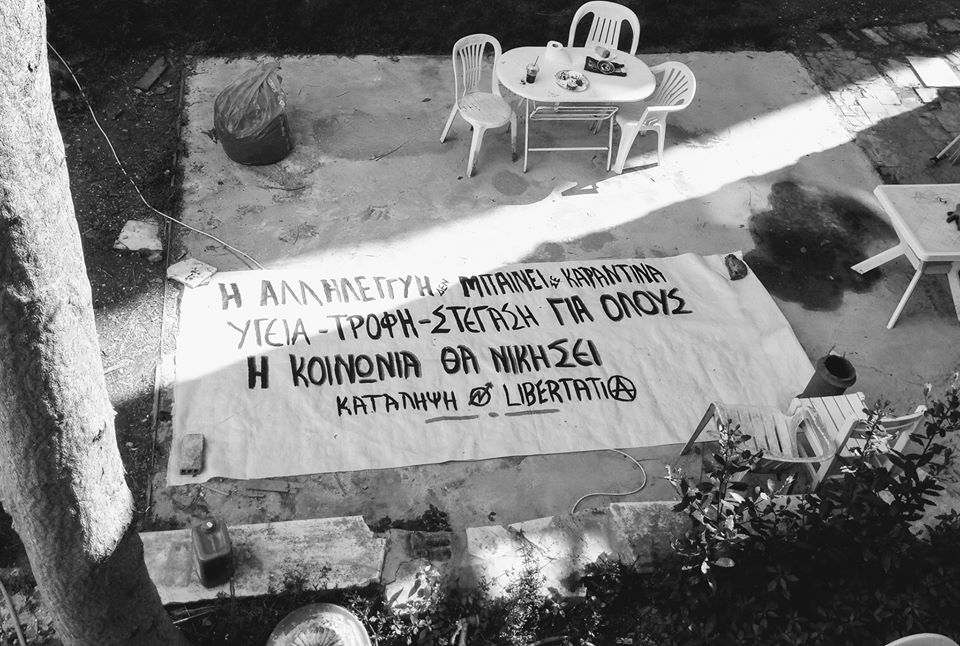 Η ΑΛΛΗΛΕΓΓΥΗ ΔΕΝ ΜΠΑΙΝΕΙ ΣΕ ΚΑΡΑΝΤΙΝΑ
ΥΓΕΙΑ - ΤΡΟΦΗ - ΣΤΕΓΑΣΗ ΓΙΑ ΟΛΟΥΣ
Η ΚΟΙΝΩΝΙΑ ΘΑ ΝΙΚΗΣΕΙ
ΚΑΤΑΛΗΨΗ LIBERTATIA